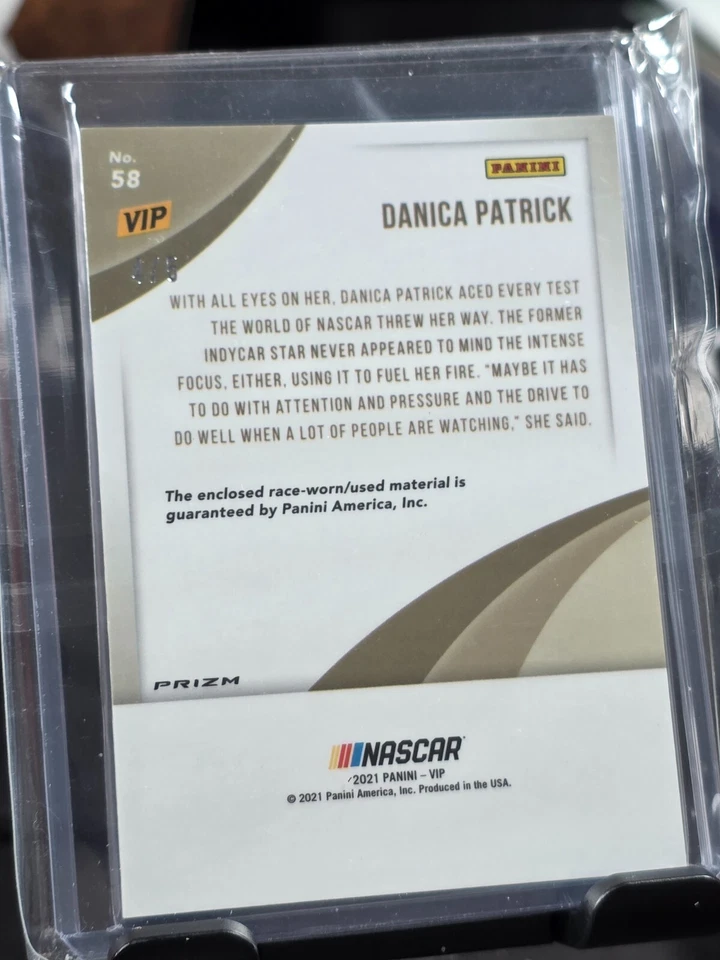 No.
58
PANINI
VIP
DANICA PATRICK
WITH ALL EYES ON HER, DANICA PATRICK ACED EVERY TEST
THE WORLD OF NASCAR THREW HER WAY. THE FORMER
INDYCAR STAR NEVER APPEARED TO MIND THE INTENSE
FOCUS, EITHER, USING IT TO FUEL HER FIRE. "MAYBE IT HAS
TO DO WITH ATTENTION AND PRESSURE AND THE DRIVE TO
DO WELL WHEN A LOT OF PEOPLE ARE WATCHING," SHE SAID.
The enclosed race-worn/used material is
guaranteed by Panini America, Inc.
PRIZM
NASCAR
2021 PANINI – VIP
© 2021 Panini America, Inc. Produced in the USA.